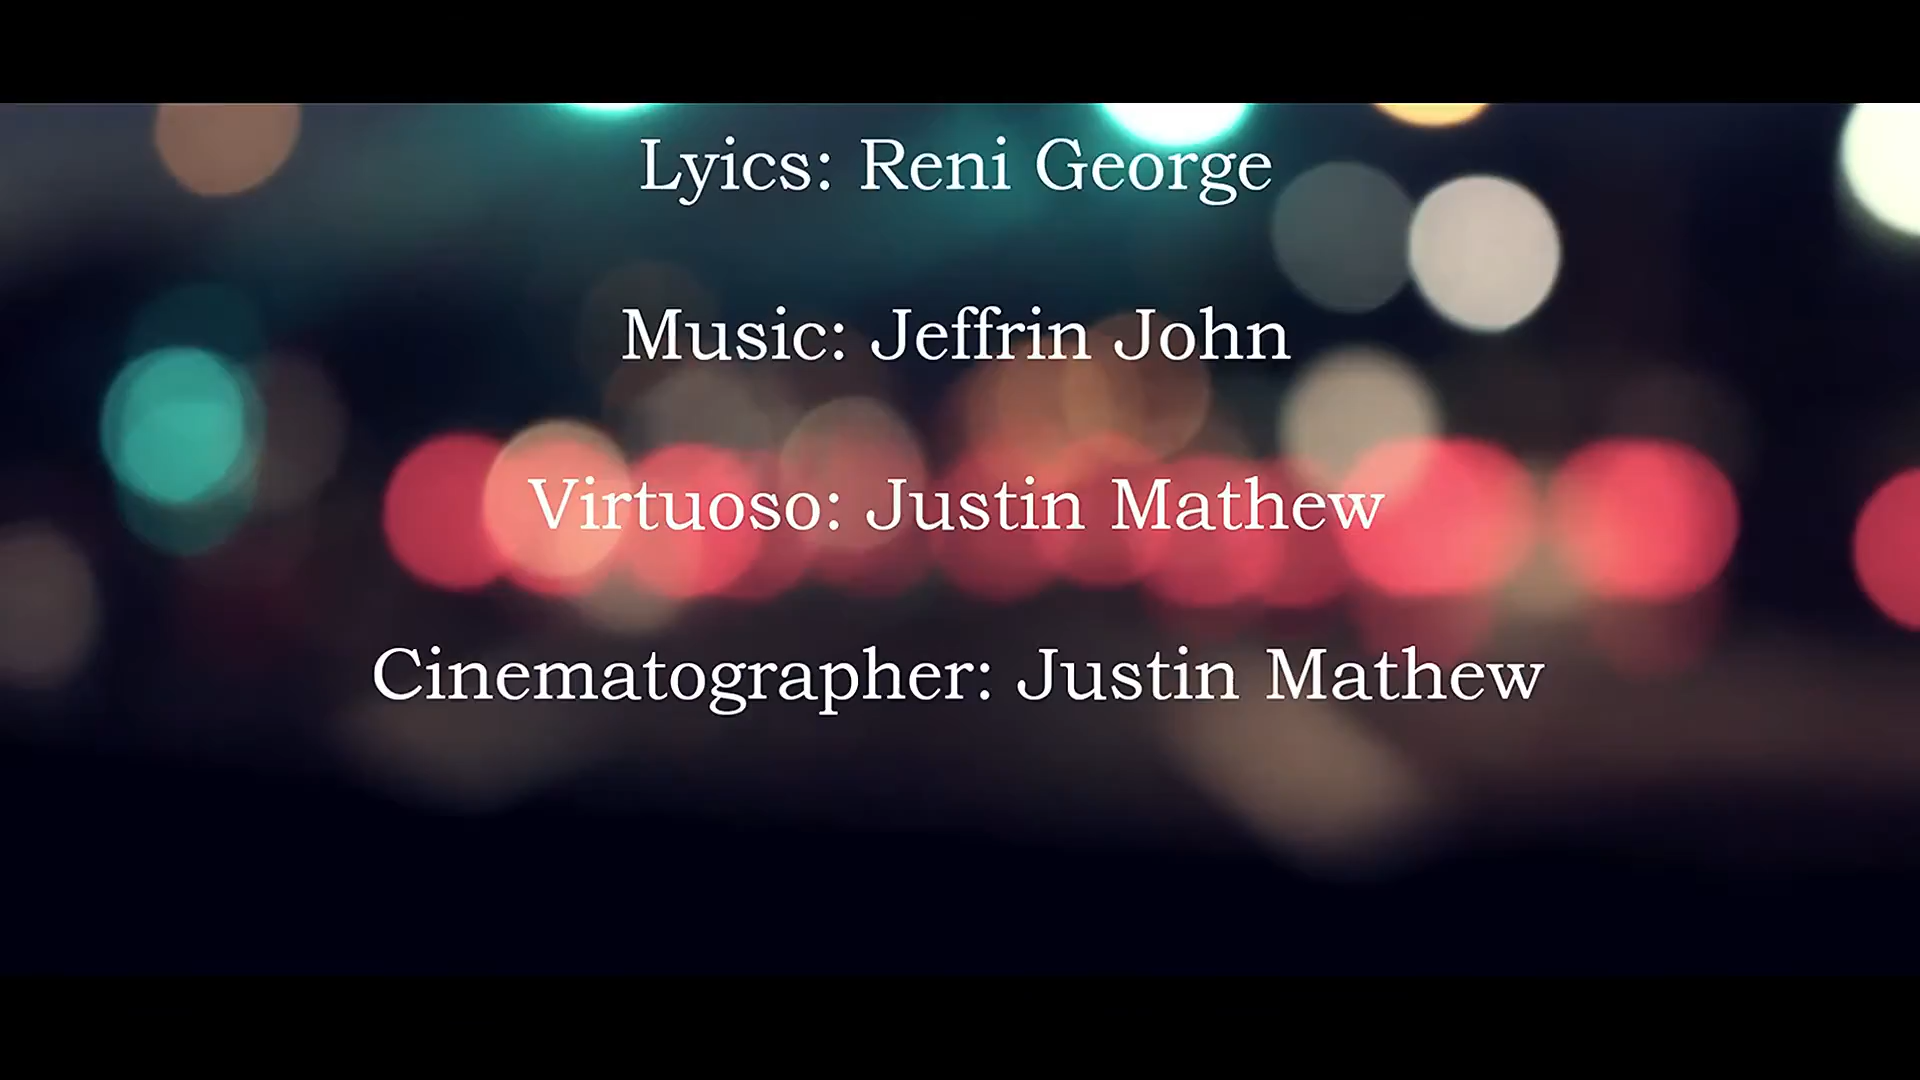 Lyics: Reni George
Music: Jeffrin John
Virtuoso: Justin Mathew
Cinematographer: Justin Mathew